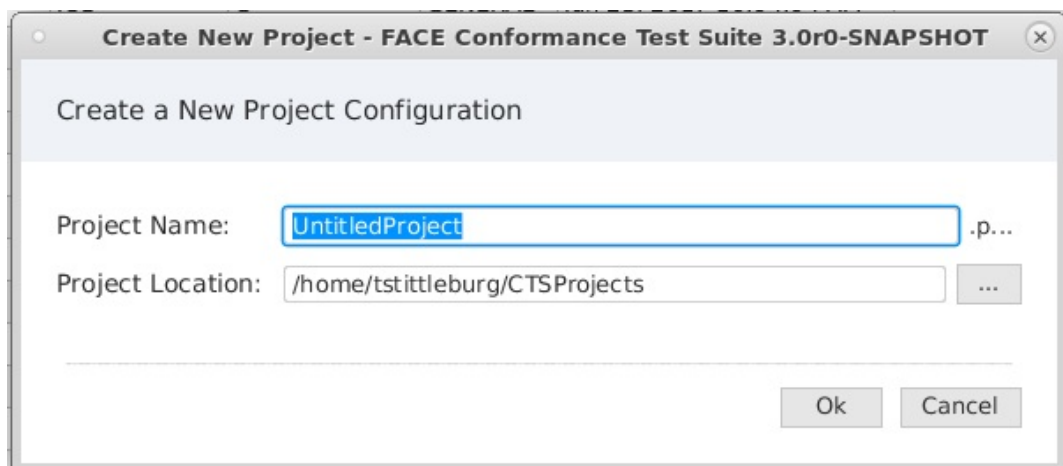 Create New Project - FACE Conformance Test Suite 3.0r0-SNAPSHOT
Create a New Project Configuration
Project Name: UntitledProject .p...
Project Location: /home/tstittleburg/CTSProjects ...
Ok Cancel